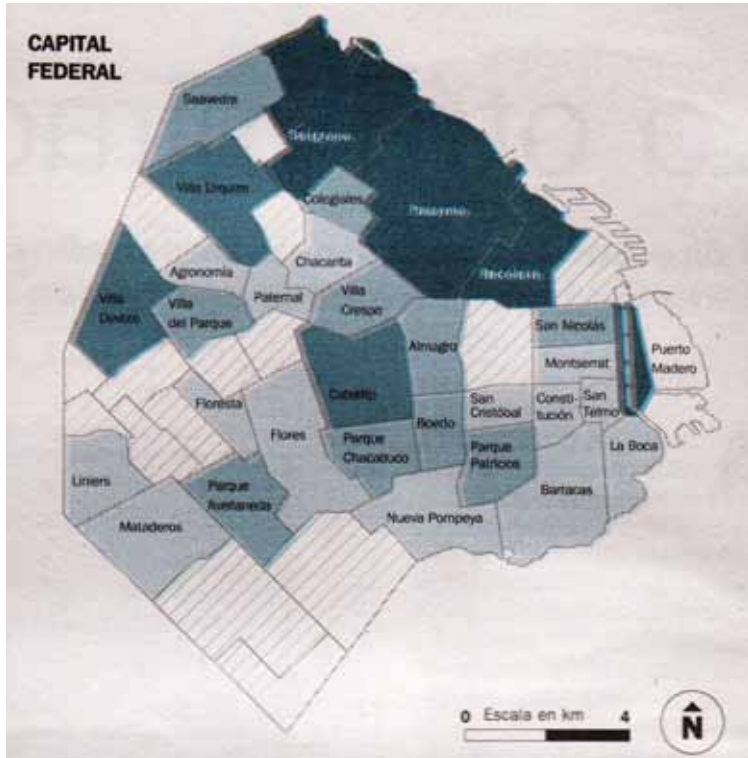 CAPITAL
FEDERAL
Saavedra
Belgrano
Villa Urquiza
Colegiales
Palermo
Chacarita
Agronomía
Recoleta
Paternal
Villa
Devoto
Villa
del Parque
Villa
Crespo
Almagro
San Nicolás
Puerto
Madero
Montserrat
Caballito
Floresta
San
Cristóbal
Consti-
tución
San
Telmo
Boedo
Flores
Parque
Chacabuco
Parque
Patricios
La Boca
Liniers
Parque
Avellaneda
Barracas
Mataderos
Nueva Pompeya
0 Escala en km 4
N